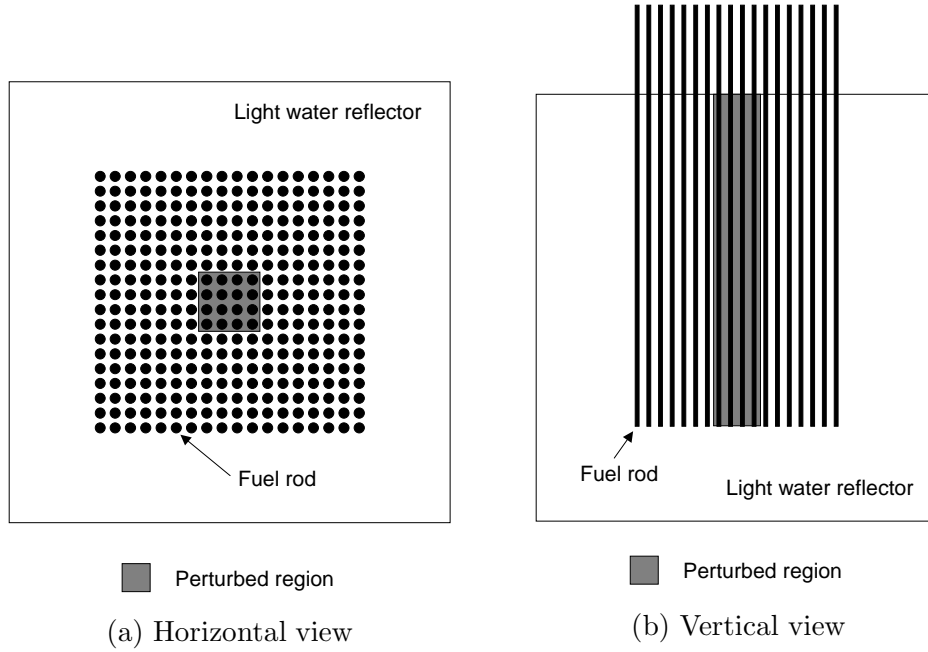 Light water reflector
Fuel rod
Perturbed region
(a) Horizontal view
Fuel rod
Light water reflector
Perturbed region
(b) Vertical view